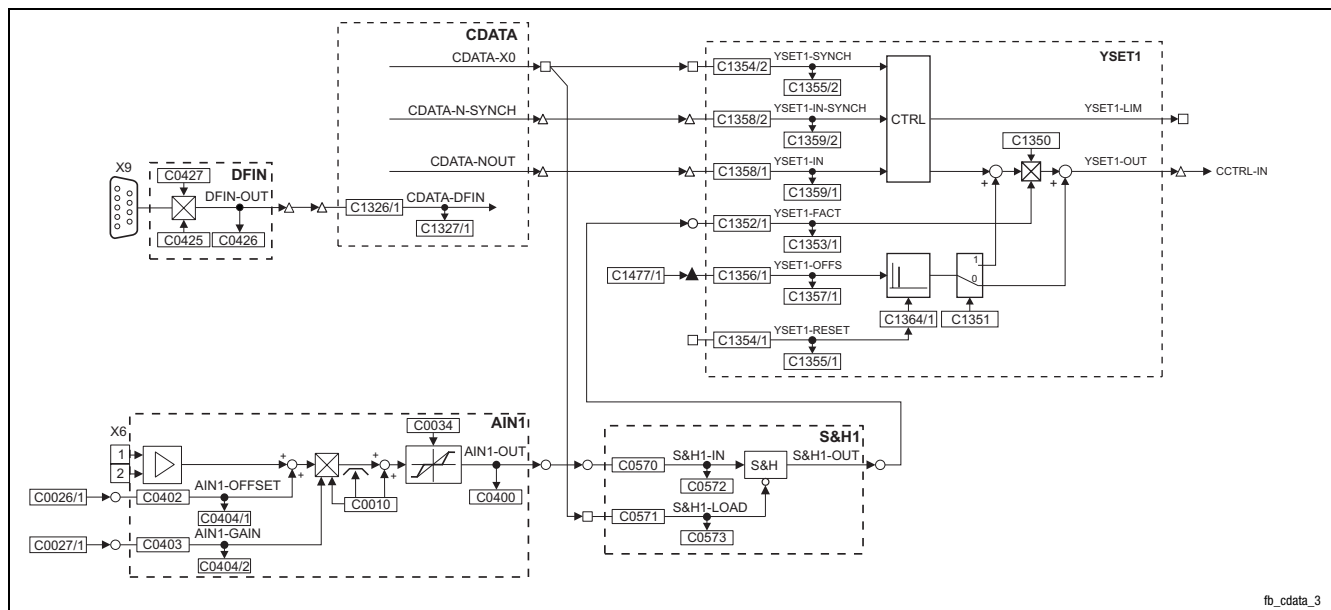 CDATA
CDATA-X0
CDATA-N-SYNCH
CDATA-NOUT
CDATA-DFIN
C1326/1
C1327/1
X9
DFIN
C0427
DFIN-OUT
C0425
C0426
YSET1
C1354/2
YSET1-SYNCH
C1355/2
C1358/2
YSET1-IN-SYNCH
C1359/2
C1358/1
YSET1-IN
C1359/1
CTRL
YSET1-LIM
C1350
YSET1-OUT
CCTRL-IN
+
+
C1352/1
YSET1-FACT
C1353/1
C1477/1
C1356/1
YSET1-OFFS
C1357/1
1
0
C1364/1
C1351
C1354/1
YSET1-RESET
C1355/1
AIN1
X6
1
2
C0034
AIN1-OUT
C0400
+
+
+
+
C0026/1
C0402
AIN1-OFFSET
C0404/1
C0010
C0027/1
C0403
AIN1-GAIN
C0404/2
S&H1
C0570
S&H1-IN
C0572
S&H
S&H1-OUT
C0571
S&H1-LOAD
C0573
fb_cdata_3